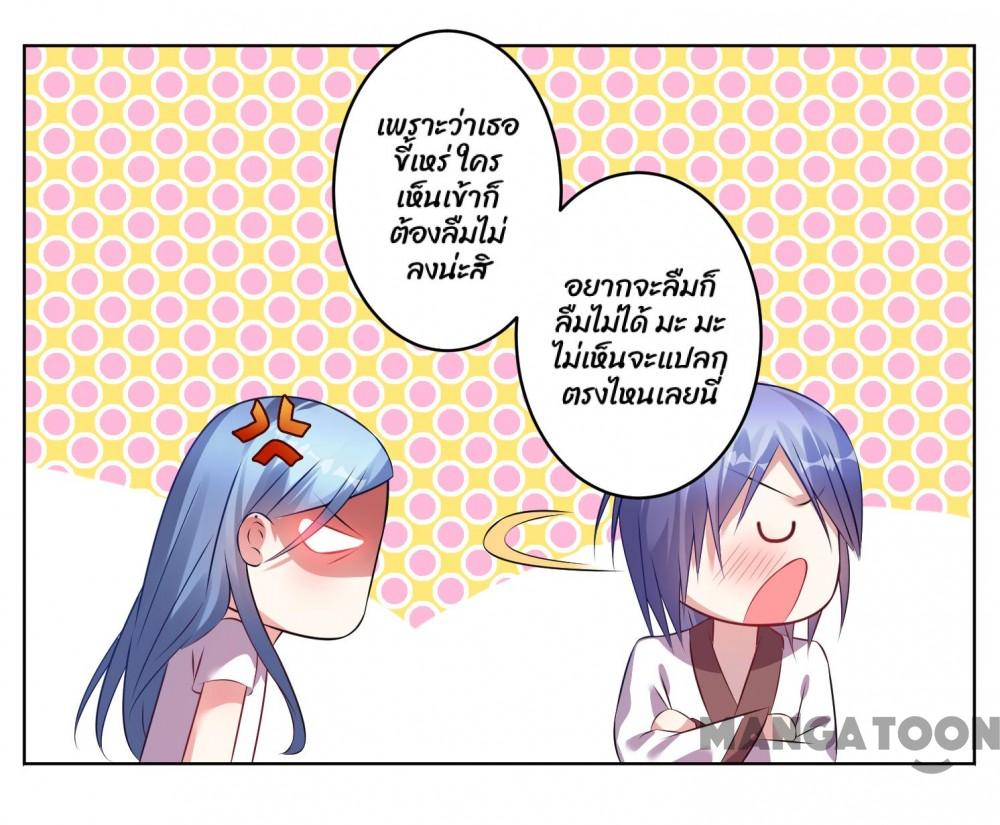 เพราะว่าเธอ
ขี้เหร่ ใคร
เห็นเข้าก็
ต้องลืมไม่
ลงน่ะสิ
อยากจะลืมก็
ลืมไม่ได้ มะ มะ
ไม่เห็นจะแปลก
ตรงไหนเลยนี่
MANGATOON